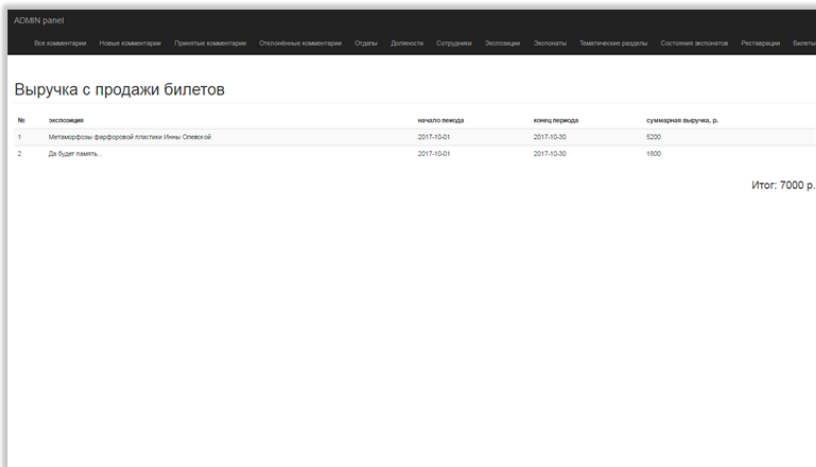 ADMIN panel
Все комментарии Новые комментарии Принятые комментарии Отклонённые комментарии Отделы Должности Сотрудники Экспозиции Экспонаты Тематические разделы Состояния экспонатов Реставрации Билеты
Выручка с продажи билетов
№ экспозиция начало пеиода конец периода суммарная выручка, р.
1 Метаморфозы фарфоровой пластики Инны Олевской 2017-10-01 2017-10-30 5200
2 Да будет память... 2017-10-01 2017-10-30 1800
Итог: 7000 р.